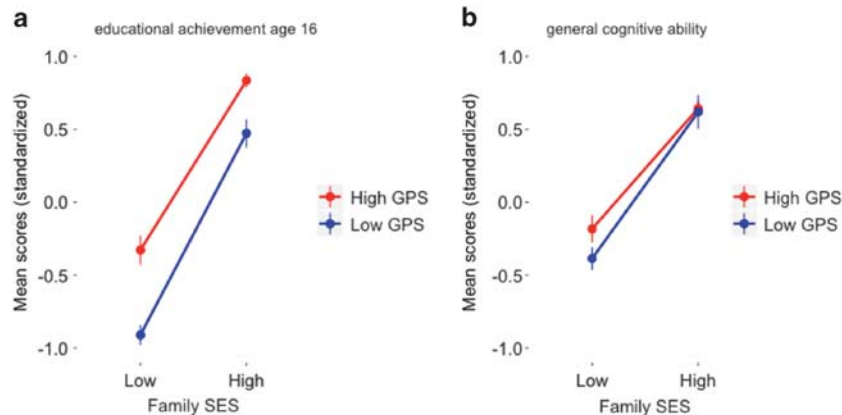 a
educational achievement age 16
1.0
0.5
0.0
-0.5
-1.0
Mean scores (standardized)
Low
High
Family SES
High GPS
Low GPS
b
general cognitive ability
1.0
0.5
0.0
-0.5
-1.0
Mean scores (standardized)
Low
High
Family SES
High GPS
Low GPS